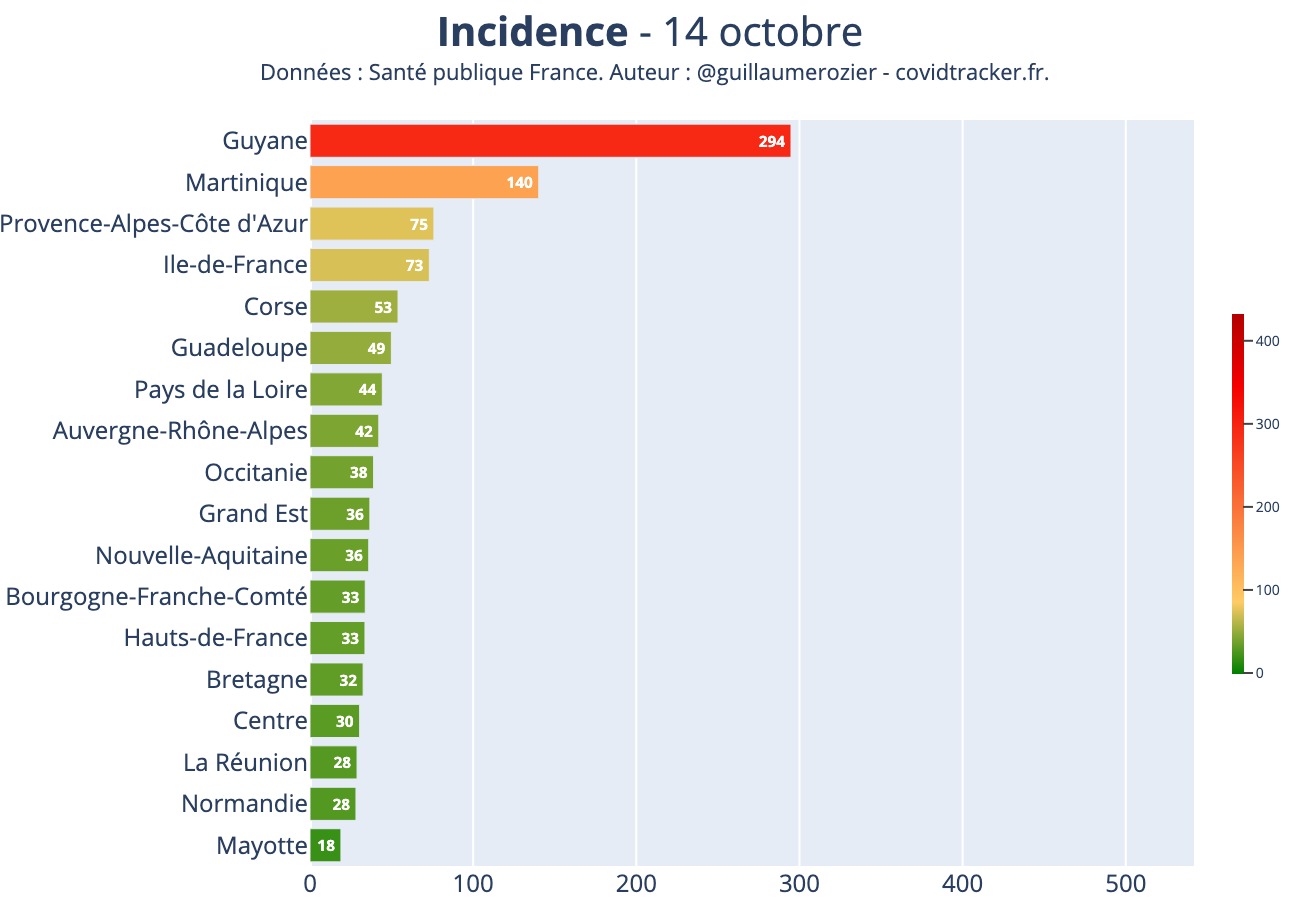 Incidence - 14 octobre
Données : Santé publique France. Auteur : @guillaumerozier - covidtracker.fr.
Guyane 294
Martinique 140
Provence-Alpes-Côte d'Azur 75
Ile-de-France 73
Corse 53
Guadeloupe 49
Pays de la Loire 44
Auvergne-Rhône-Alpes 42
Occitanie 38
Grand Est 36
Nouvelle-Aquitaine 36
Bourgogne-Franche-Comté 33
Hauts-de-France 33
Bretagne 32
Centre 30
La Réunion 28
Normandie 28
Mayotte 18
0 100 200 300 400 500
400
300
200
100
0